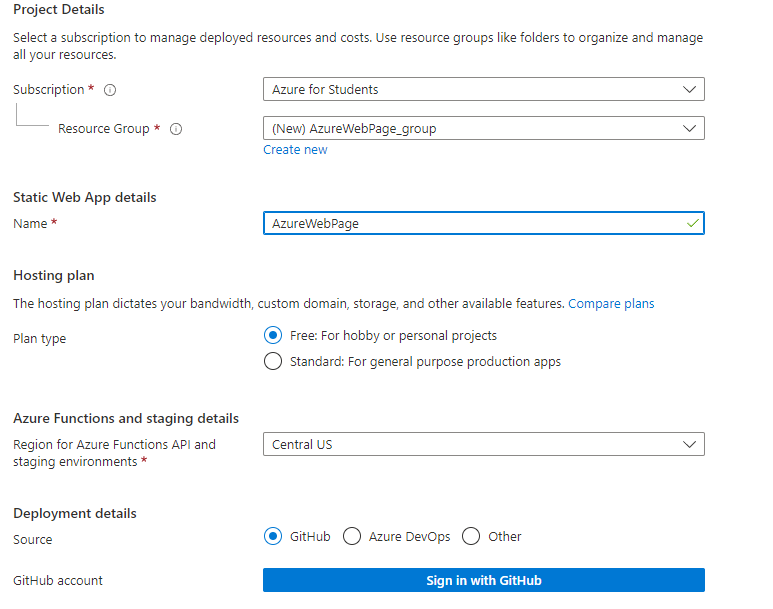 Project Details
Select a subscription to manage deployed resources and costs. Use resource groups like folders to organize and manage
all your resources.
Subscription *
Azure for Students
Resource Group *
(New) AzureWebPage_group
Create new
Static Web App details
Name *
AzureWebPage
Hosting plan
The hosting plan dictates your bandwidth, custom domain, storage, and other available features. Compare plans
Plan type
Free: For hobby or personal projects
Standard: For general purpose production apps
Azure Functions and staging details
Region for Azure Functions API and
staging environments *
Central US
Deployment details
Source
GitHub
Azure DevOps
Other
GitHub account
Sign in with GitHub